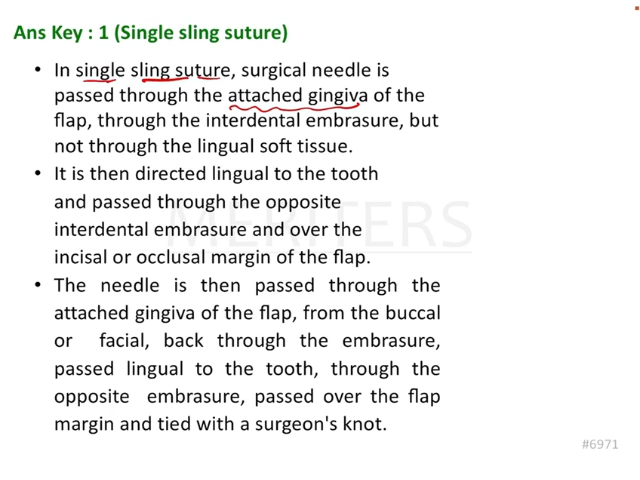 Ans Key : 1 (Single sling suture)
• In single sling suture, surgical needle is
passed through the attached gingiva of the
flap, through the interdental embrasure, but
not through the lingual soft tissue.
• It is then directed lingual to the tooth
and passed through the opposite
interdental embrasure and over the
incisal or occlusal margin of the flap.
• The needle is then passed through the
attached gingiva of the flap, from the buccal
or facial, back through the embrasure,
passed lingual to the tooth, through the
opposite embrasure, passed over the flap
margin and tied with a surgeon's knot.
MERITERS
#6971